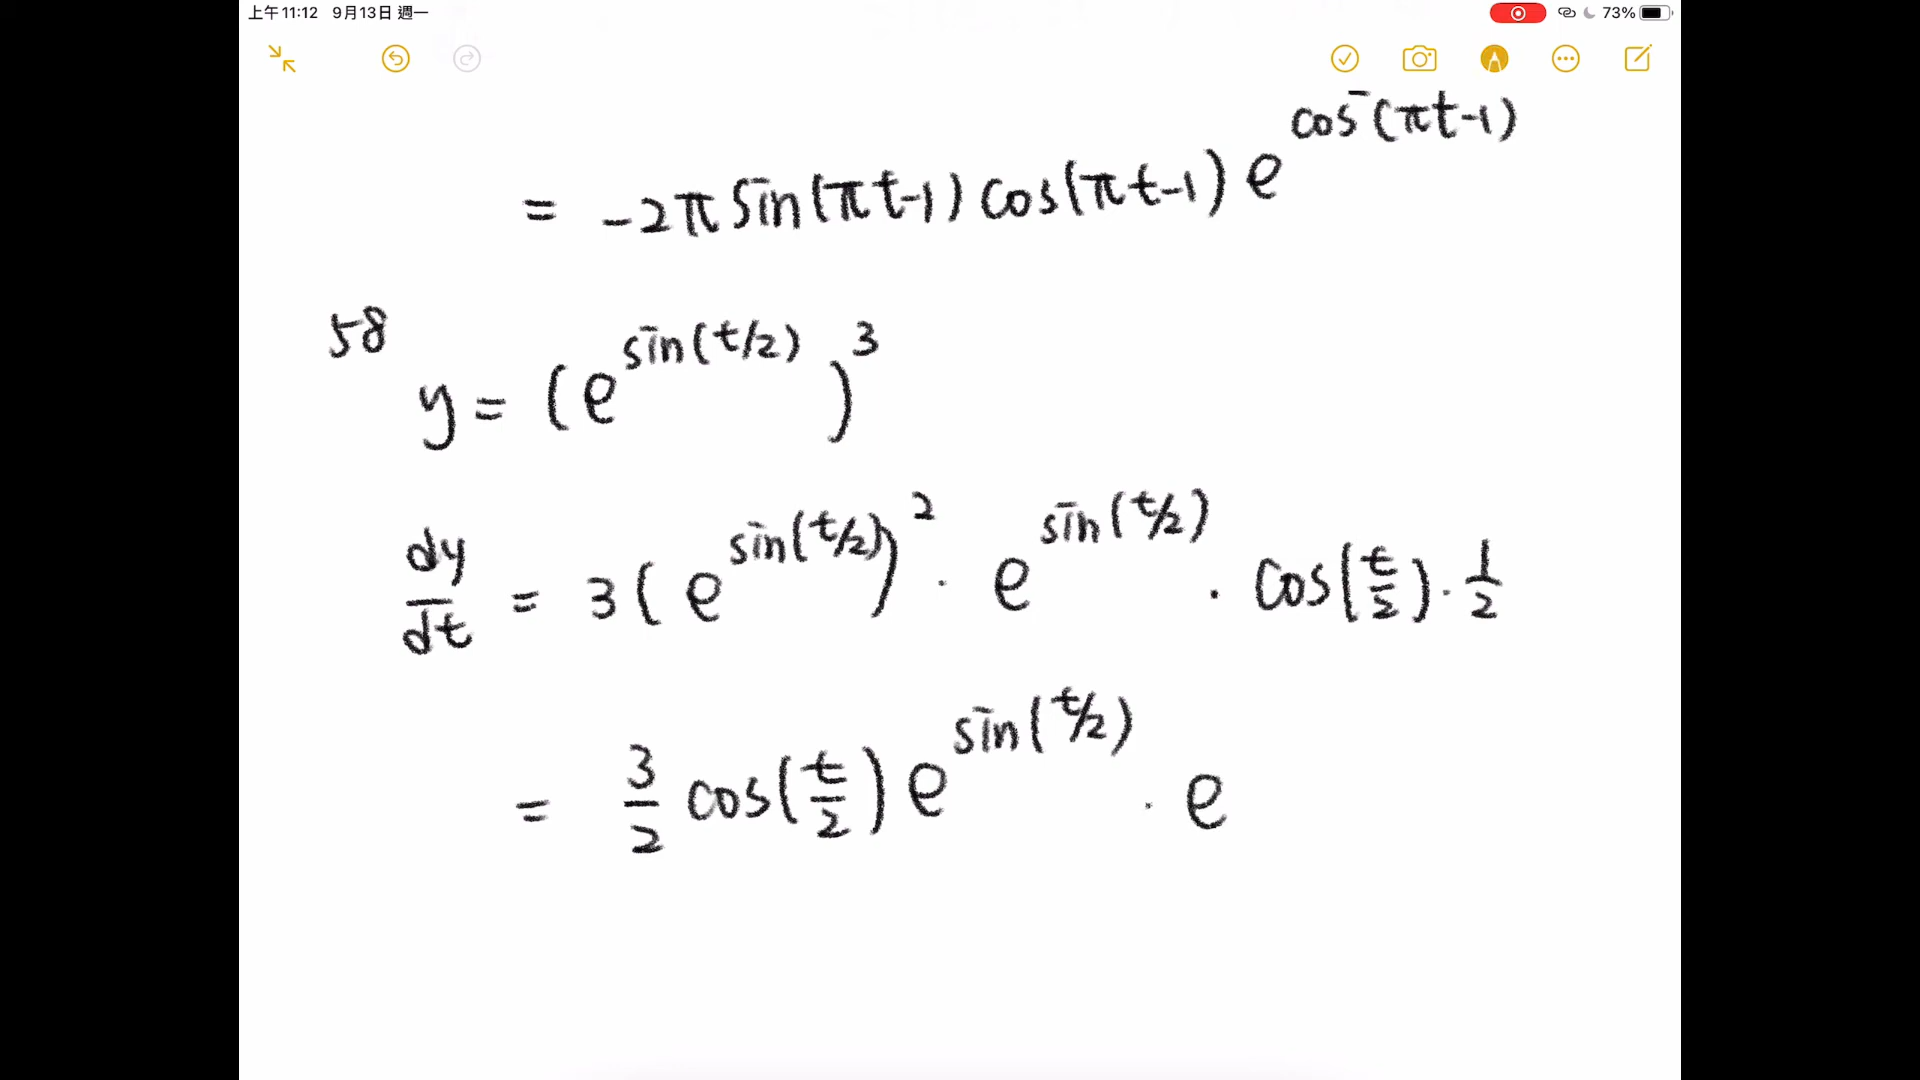 上午11:12 9月13日 週一 73%
cos (πt-1)
= -2π sin(πt-1) cos(πt-1) e
58
y = (e^sin(t/2))^3
dy/dt = 3(e^sin(t/2))^2 · e^sin(t/2) · cos(t/2) · 1/2
= 3/2 cos(t/2) e^sin(t/2) · e